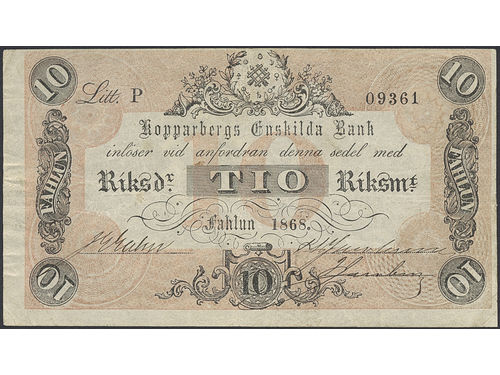 10 10
Litt. P 09361
Kopparbergs Enskilda Bank
inlöser vid anfordran denna sedel med
Riksdr. TIO Riksmt.
FAHLUN FAHLUN
Fahlun 1868.
10 10 10